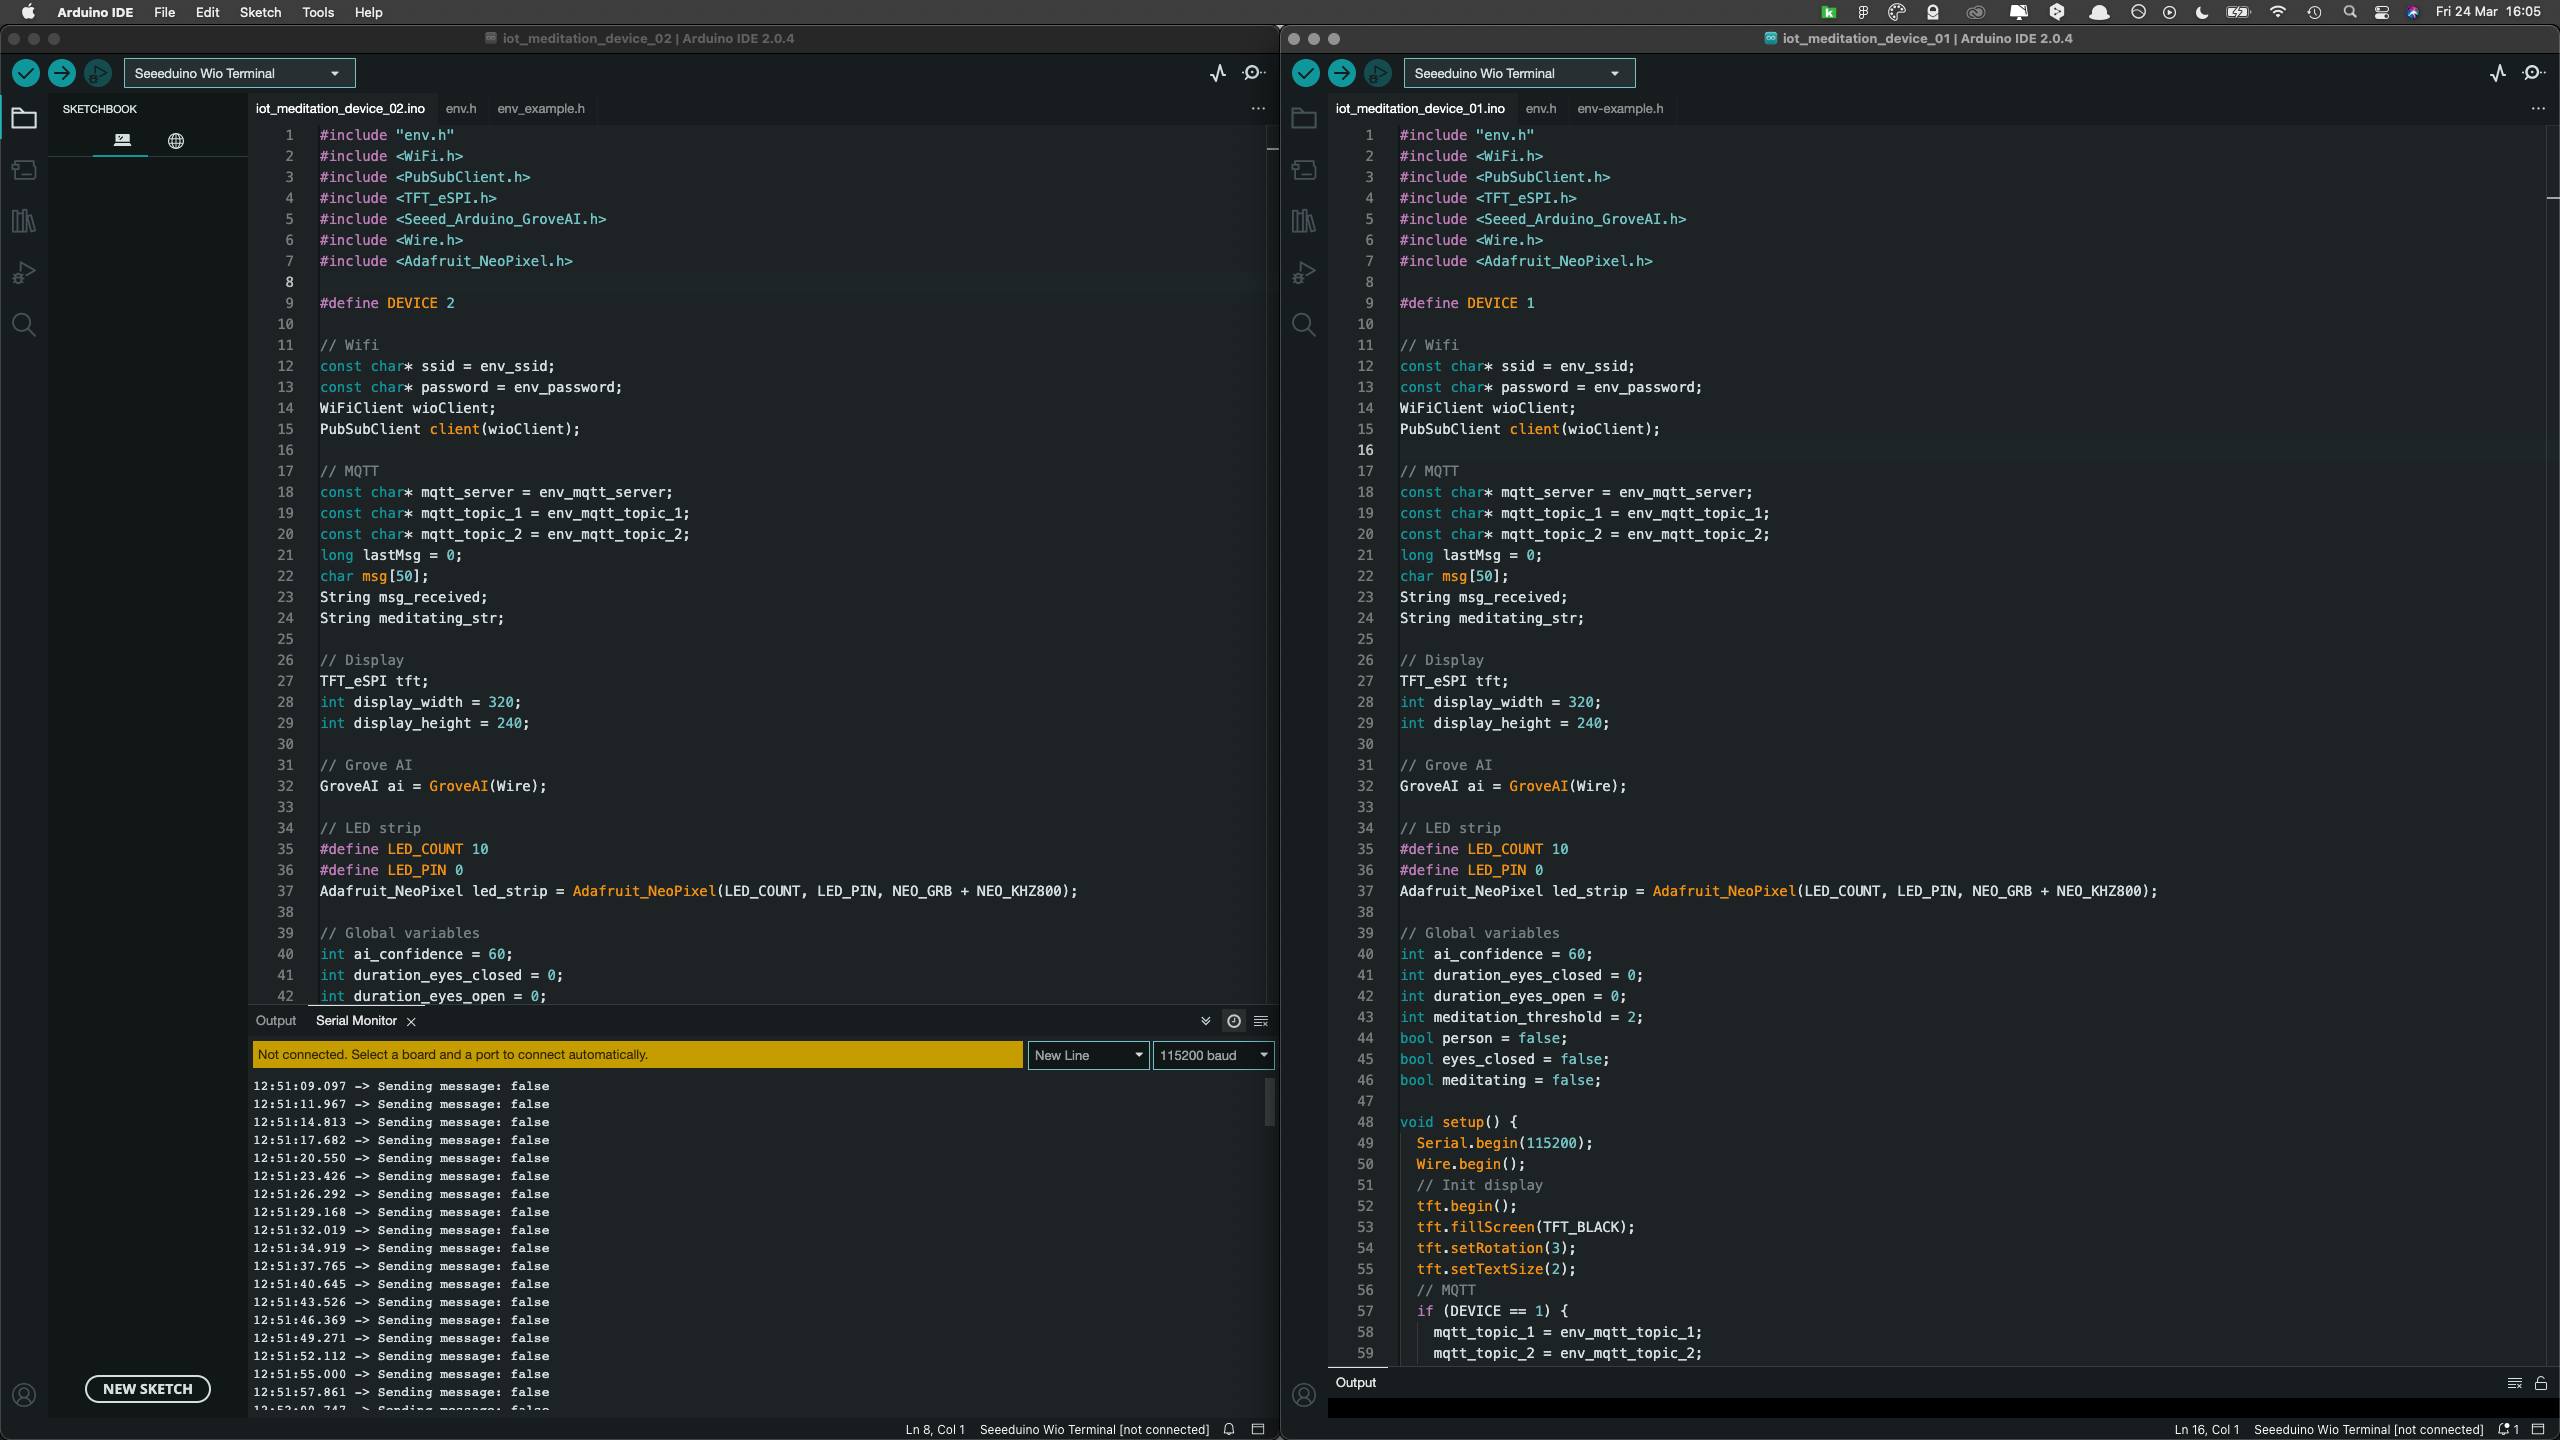 Arduino IDE File Edit Sketch Tools Help
Fri 24 Mar 16:05
iot_meditation_device_02 | Arduino IDE 2.0.4
Seeeduino Wio Terminal
SKETCHBOOK
iot_meditation_device_02.ino env.h env_example.h
1 #include "env.h"
2 #include <WiFi.h>
3 #include <PubSubClient.h>
4 #include <TFT_eSPI.h>
5 #include <Seeed_Arduino_GroveAI.h>
6 #include <Wire.h>
7 #include <Adafruit_NeoPixel.h>
8
9 #define DEVICE 2
10
11 // Wifi
12 const char* ssid = env_ssid;
13 const char* password = env_password;
14 WiFiClient wioClient;
15 PubSubClient client(wioClient);
16
17 // MQTT
18 const char* mqtt_server = env_mqtt_server;
19 const char* mqtt_topic_1 = env_mqtt_topic_1;
20 const char* mqtt_topic_2 = env_mqtt_topic_2;
21 long lastMsg = 0;
22 char msg[50];
23 String msg_received;
24 String meditating_str;
25
26 // Display
27 TFT_eSPI tft;
28 int display_width = 320;
29 int display_height = 240;
30
31 // Grove AI
32 GroveAI ai = GroveAI(Wire);
33
34 // LED strip
35 #define LED_COUNT 10
36 #define LED_PIN 0
37 Adafruit_NeoPixel led_strip = Adafruit_NeoPixel(LED_COUNT, LED_PIN, NEO_GRB + NEO_KHZ800);
38
39 // Global variables
40 int ai_confidence = 60;
41 int duration_eyes_closed = 0;
42 int duration_eyes_open = 0;
Output Serial Monitor
Not connected. Select a board and a port to connect automatically.
New Line 115200 baud
12:51:09.097 -> Sending message: false
12:51:11.967 -> Sending message: false
12:51:14.813 -> Sending message: false
12:51:17.682 -> Sending message: false
12:51:20.550 -> Sending message: false
12:51:23.426 -> Sending message: false
12:51:26.292 -> Sending message: false
12:51:29.168 -> Sending message: false
12:51:32.019 -> Sending message: false
12:51:34.919 -> Sending message: false
12:51:37.765 -> Sending message: false
12:51:40.645 -> Sending message: false
12:51:43.526 -> Sending message: false
12:51:46.369 -> Sending message: false
12:51:49.271 -> Sending message: false
12:51:52.112 -> Sending message: false
12:51:55.000 -> Sending message: false
12:51:57.861 -> Sending message: false
12:52:00.747 -> Sending message: false
NEW SKETCH
Ln 8, Col 1 Seeeduino Wio Terminal [not connected]
iot_meditation_device_01 | Arduino IDE 2.0.4
Seeeduino Wio Terminal
iot_meditation_device_01.ino env.h env-example.h
1 #include "env.h"
2 #include <WiFi.h>
3 #include <PubSubClient.h>
4 #include <TFT_eSPI.h>
5 #include <Seeed_Arduino_GroveAI.h>
6 #include <Wire.h>
7 #include <Adafruit_NeoPixel.h>
8
9 #define DEVICE 1
10
11 // Wifi
12 const char* ssid = env_ssid;
13 const char* password = env_password;
14 WiFiClient wioClient;
15 PubSubClient client(wioClient);
16
17 // MQTT
18 const char* mqtt_server = env_mqtt_server;
19 const char* mqtt_topic_1 = env_mqtt_topic_1;
20 const char* mqtt_topic_2 = env_mqtt_topic_2;
21 long lastMsg = 0;
22 char msg[50];
23 String msg_received;
24 String meditating_str;
25
26 // Display
27 TFT_eSPI tft;
28 int display_width = 320;
29 int display_height = 240;
30
31 // Grove AI
32 GroveAI ai = GroveAI(Wire);
33
34 // LED strip
35 #define LED_COUNT 10
36 #define LED_PIN 0
37 Adafruit_NeoPixel led_strip = Adafruit_NeoPixel(LED_COUNT, LED_PIN, NEO_GRB + NEO_KHZ800);
38
39 // Global variables
40 int ai_confidence = 60;
41 int duration_eyes_closed = 0;
42 int duration_eyes_open = 0;
43 int meditation_threshold = 2;
44 bool person = false;
45 bool eyes_closed = false;
46 bool meditating = false;
47
48 void setup() {
49 Serial.begin(115200);
50 Wire.begin();
51 // Init display
52 tft.begin();
53 tft.fillScreen(TFT_BLACK);
54 tft.setRotation(3);
55 tft.setTextSize(2);
56 // MQTT
57 if (DEVICE == 1) {
58 mqtt_topic_1 = env_mqtt_topic_1;
59 mqtt_topic_2 = env_mqtt_topic_2;
Output
Ln 16, Col 1 Seeeduino Wio Terminal [not connected] 1